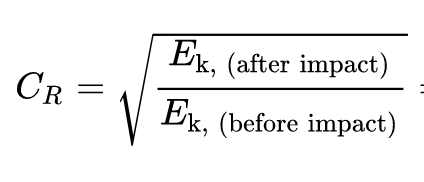 C_R = √(E_k, (after impact) / E_k, (before impact)) =